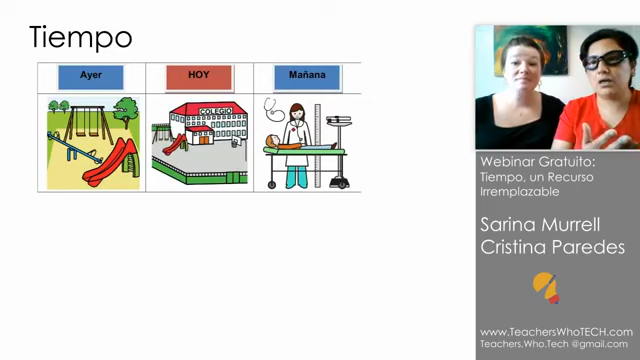 Tiempo
Ayer
HOY
Mañana
COLEGIO
Webinar Gratuito:
Tiempo, un Recurso
Irremplazable
Sarina Murrell
Cristina Paredes
www.TeachersWhoTECH.com
Teachers.Who.Tech @gmail.com